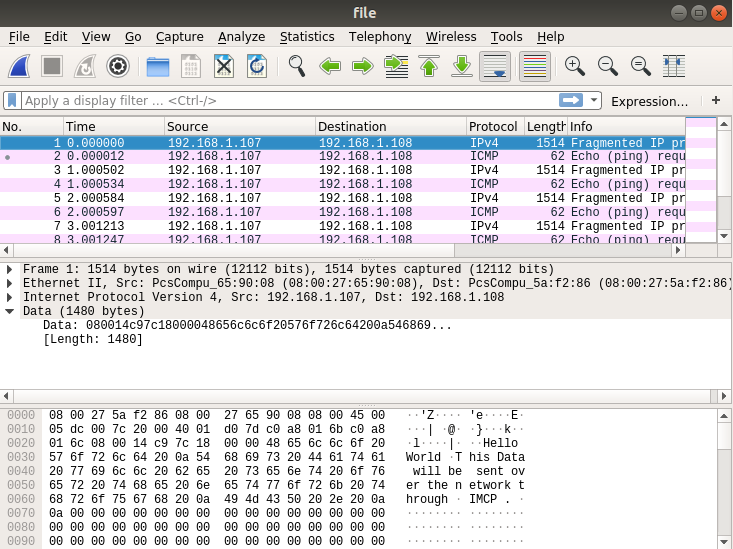 file
File Edit View Go Capture Analyze Statistics Telephony Wireless Tools Help
Apply a display filter … <Ctrl-/> Expression… +
No. Time Source Destination Protocol Length Info
1 0.000000 192.168.1.107 192.168.1.108 IPv4 1514 Fragmented IP pr
2 0.000012 192.168.1.107 192.168.1.108 ICMP 62 Echo (ping) requ
3 1.000502 192.168.1.107 192.168.1.108 IPv4 1514 Fragmented IP pr
4 1.000534 192.168.1.107 192.168.1.108 ICMP 62 Echo (ping) requ
5 2.000584 192.168.1.107 192.168.1.108 IPv4 1514 Fragmented IP pr
6 2.000597 192.168.1.107 192.168.1.108 ICMP 62 Echo (ping) requ
7 3.001213 192.168.1.107 192.168.1.108 IPv4 1514 Fragmented IP pr
8 3.001247 192.168.1.107 192.168.1.108 ICMP 62 Echo (ping) requ
Frame 1: 1514 bytes on wire (12112 bits), 1514 bytes captured (12112 bits)
Ethernet II, Src: PcsCompu_65:90:08 (08:00:27:65:90:08), Dst: PcsCompu_5a:f2:86 (08:00:27:5a:f2:86)
Internet Protocol Version 4, Src: 192.168.1.107, Dst: 192.168.1.108
Data (1480 bytes)
Data: 080014c97c18000048656c6c6f20576f726c64200a546869...
[Length: 1480]
0000 08 00 27 5a f2 86 08 00 27 65 90 08 08 00 45 00 ··'Z···· 'e····E·
0010 05 dc 00 7c 20 00 40 01 d0 7d c0 a8 01 6b c0 a8 ···| ·@· ·}···k··
0020 01 6c 08 00 14 c9 7c 18 00 00 48 65 6c 6c 6f 20 ·l····|· ··Hello
0030 57 6f 72 6c 64 20 0a 54 68 69 73 20 44 61 74 61 World ·T his Data
0040 20 77 69 6c 6c 20 62 65 20 73 65 6e 74 20 6f 76 will be sent ov
0050 65 72 20 74 68 65 20 6e 65 74 77 6f 72 6b 20 74 er the n etwork t
0060 68 72 6f 75 67 68 20 0a 49 4d 43 50 20 2e 20 0a hrough · IMCP . ·
0070 0a 00 00 00 00 00 00 00 00 00 00 00 00 00 00 00 ········ ········
0080 00 00 00 00 00 00 00 00 00 00 00 00 00 00 00 00 ········ ········
0090 00 00 00 00 00 00 00 00 00 00 00 00 00 00 00 00 ········ ········